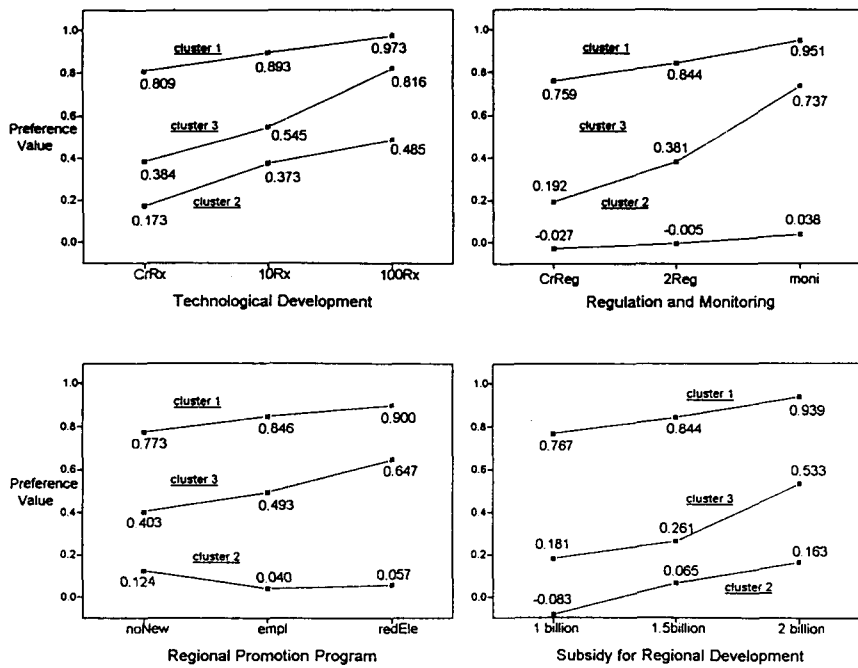 1.0
0.8
0.6
Preference
Value
0.4
0.2
0.0
cluster 1
0.809
0.893
0.973
0.816
cluster 3
0.384
0.545
0.485
0.373
cluster 2
0.173
CrRx
10Rx
100Rx
Technological Development
1.0
0.8
0.6
0.4
0.2
0.0
cluster 1
0.759
0.844
0.951
0.737
cluster 3
0.381
0.192
cluster 2
-0.027
-0.005
0.038
CrReg
2Reg
moni
Regulation and Monitoring
1.0
0.8
0.6
Preference
Value
0.4
0.2
0.0
cluster 1
0.773
0.846
0.900
0.647
cluster 3
0.403
0.493
cluster 2
0.124
0.040
0.057
noNew
empl
redEle
Regional Promotion Program
1.0
0.8
0.6
0.4
0.2
0.0
cluster 1
0.767
0.844
0.939
0.533
cluster 3
0.181
0.261
0.163
0.065
cluster 2
-0.083
1 billion
1.5billion
2 billion
Subsidy for Regional Development